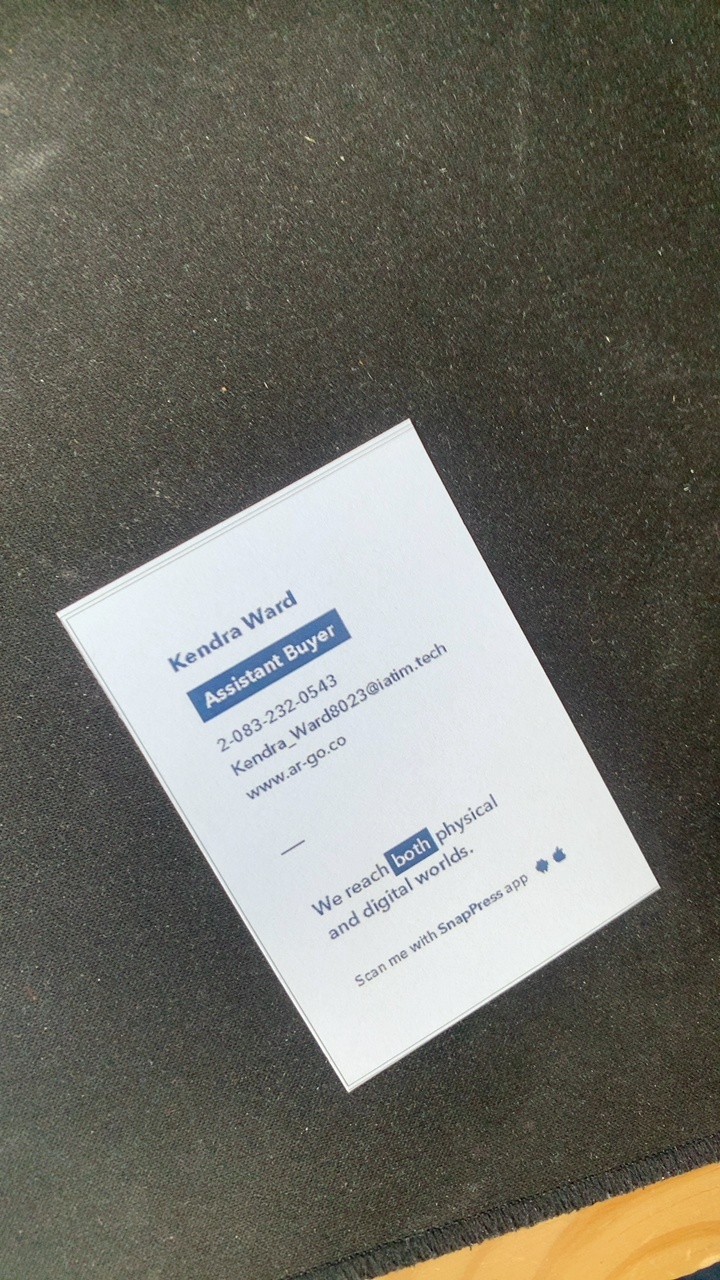 Kendra Ward
Assistant Buyer
2-083-232-0543
Kendra_Ward8023@iatim.tech
www.ar-go.co
We reach both physical
and digital worlds.
Scan me with SnapPress app